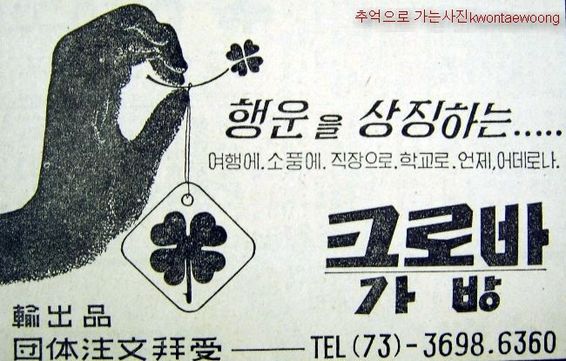 추억으로 가는사진kwontaewoong
행운을 상징하는.....
여행에.소풍에.직장으로.학교로.언제,어데로나.
크로바
가방
輸出品
団体注文拜受 — TEL (73) - 3698.6360